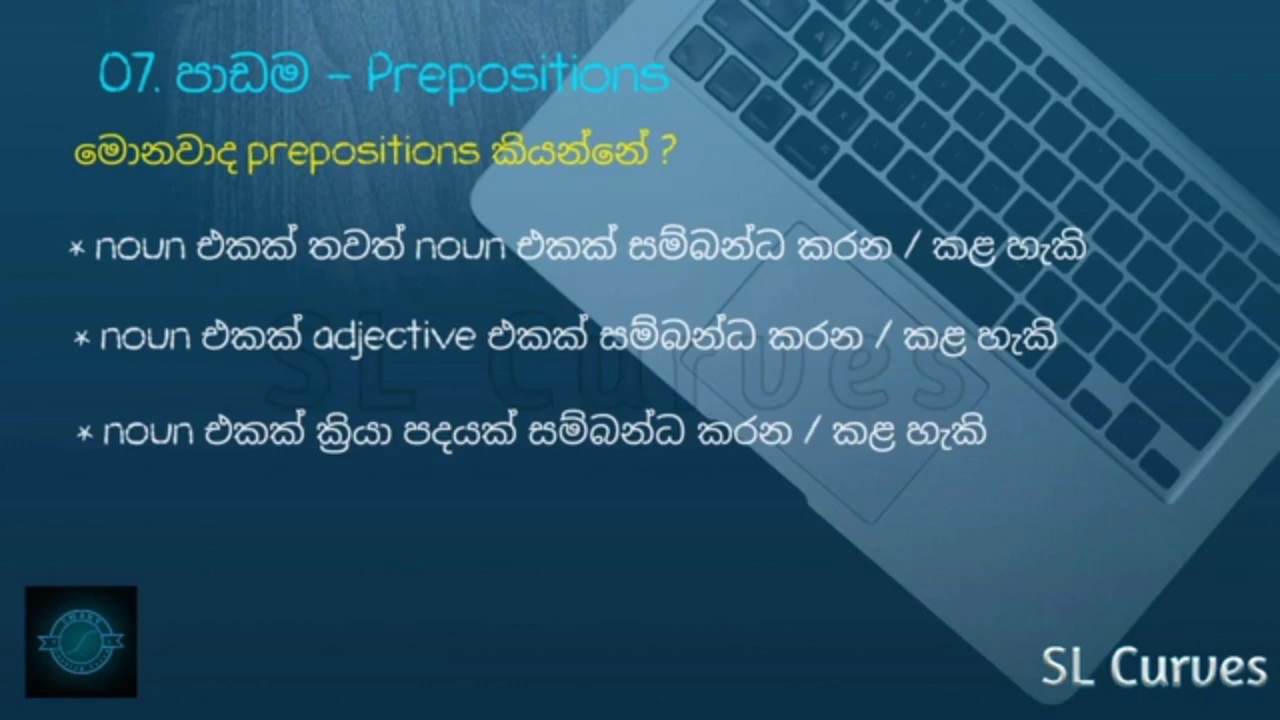 07. පාඩම - Prepositions
මොනවාද prepositions කියන්නේ ?
* noun එකක් තවත් noun එකක් සම්බන්ධ කරන / කළ හැකි
* noun එකක් adjective එකක් සම්බන්ධ කරන / කළ හැකි
* noun එකක් ක්‍රියා පදයක් සම්බන්ධ කරන / කළ හැකි
SL Curves
SL Curves